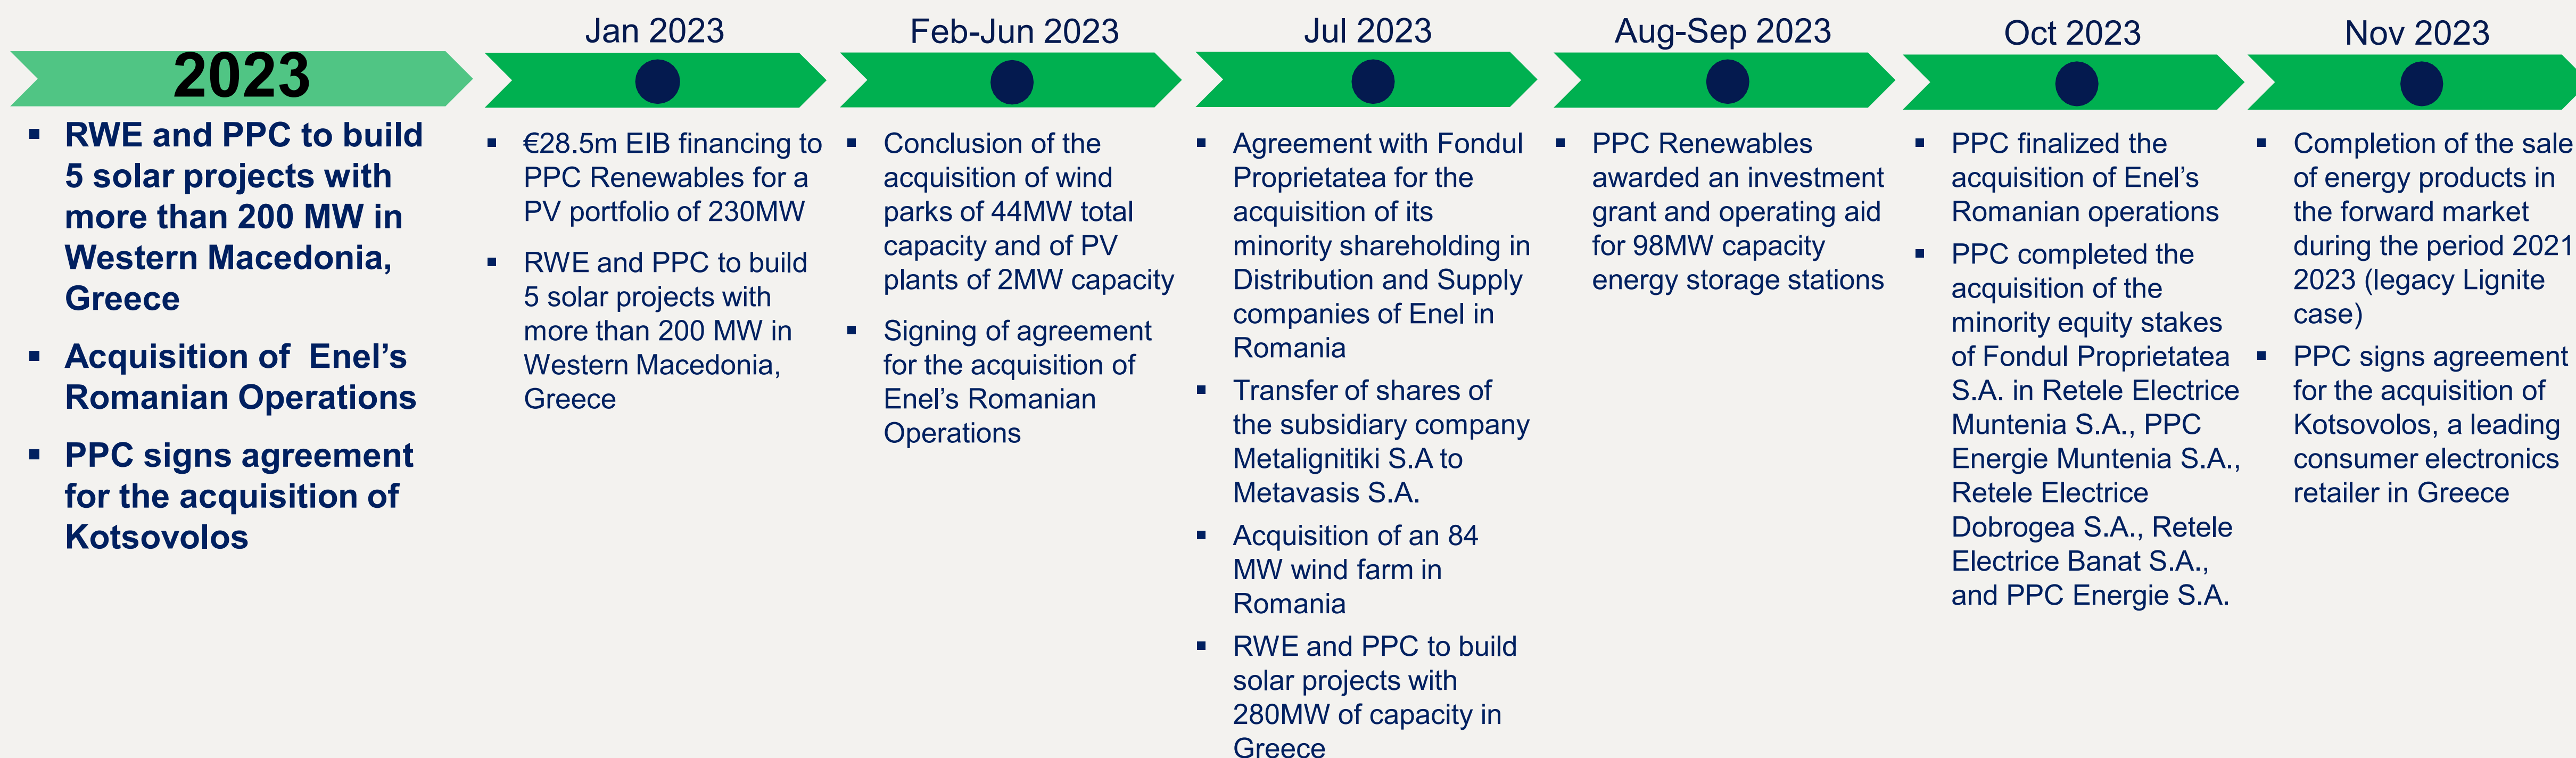 2023
▪ RWE and PPC to build
5 solar projects with
more than 200 MW in
Western Macedonia,
Greece
▪ Acquisition of Enel’s
Romanian Operations
▪ PPC signs agreement
for the acquisition of
Kotsovolos
Jan 2023
▪ €28.5m EIB financing to
PPC Renewables for a
PV portfolio of 230MW
▪ RWE and PPC to build
5 solar projects with
more than 200 MW in
Western Macedonia,
Greece
Feb-Jun 2023
▪ Conclusion of the
acquisition of wind
parks of 44MW total
capacity and of PV
plants of 2MW capacity
▪ Signing of agreement
for the acquisition of
Enel’s Romanian
Operations
Jul 2023
▪ Agreement with Fondul
Proprietatea for the
acquisition of its
minority shareholding in
Distribution and Supply
companies of Enel in
Romania
▪ Transfer of shares of
the subsidiary company
Metalignitiki S.A to
Metavasis S.A.
▪ Acquisition of an 84
MW wind farm in
Romania
▪ RWE and PPC to build
solar projects with
280MW of capacity in
Greece
Aug-Sep 2023
▪ PPC Renewables
awarded an investment
grant and operating aid
for 98MW capacity
energy storage stations
Oct 2023
▪ PPC finalized the
acquisition of Enel’s
Romanian operations
▪ PPC completed the
acquisition of the
minority equity stakes
of Fondul Proprietatea
S.A. in Retele Electrice
Muntenia S.A., PPC
Energie Muntenia S.A.,
Retele Electrice
Dobrogea S.A., Retele
Electrice Banat S.A.,
and PPC Energie S.A.
Nov 2023
▪ Completion of the sale
of energy products in
the forward market
during the period 2021
2023 (legacy Lignite
case)
▪ PPC signs agreement
for the acquisition of
Kotsovolos, a leading
consumer electronics
retailer in Greece